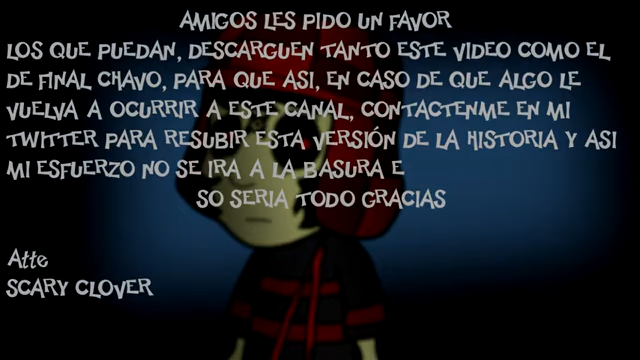 AMIGOS LES PIDO UN FAVOR
LOS QUE PUEDAN, DESCARGUEN TANTO ESTE VIDEO COMO EL
DE FINAL CHAVO, PARA QUE ASI, EN CASO DE QUE ALGO LE
VUELVA A OCURRIR A ESTE CANAL, CONTACTENME EN MI
TWITTER PARA RESUBIR ESTA VERSIÓN DE LA HISTORIA Y ASI
MI ESFUERZO NO SE IRA A LA BASURA E
SO SERIA TODO GRACIAS
Atte
SCARY CLOVER